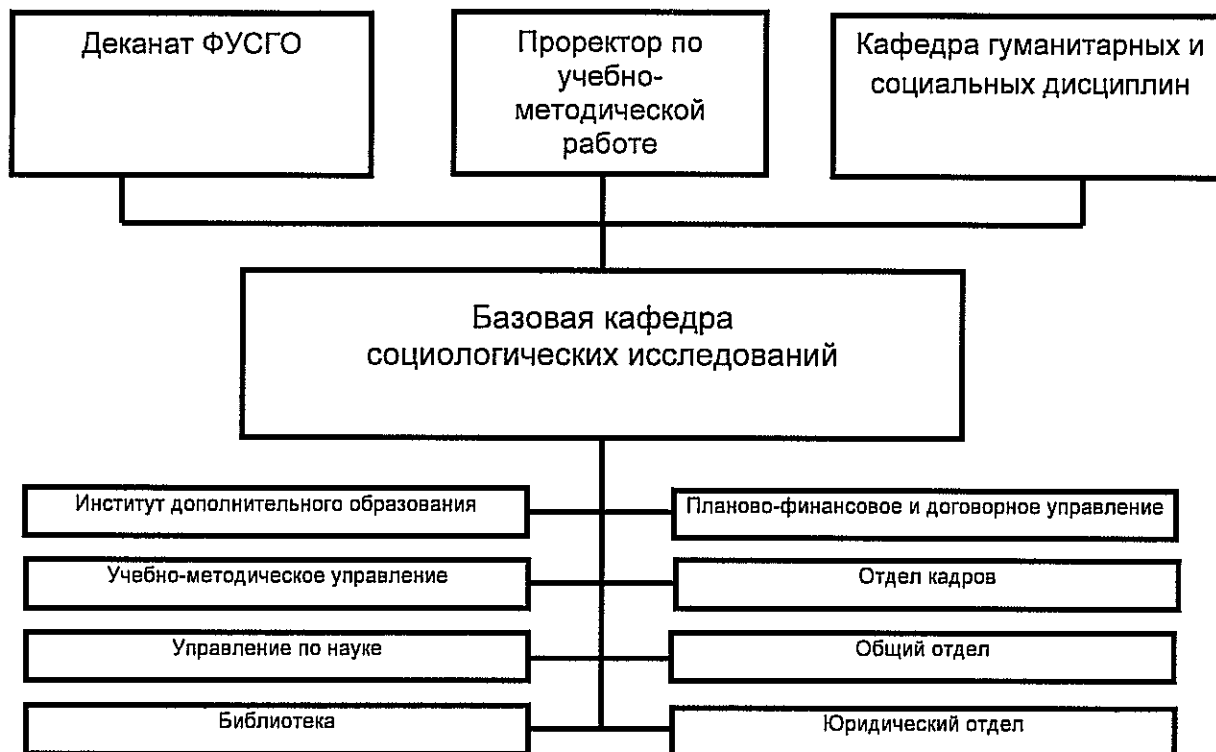 Деканат ФУСГО
Проректор по
учебно-
методической
работе
Кафедра гуманитарных и
социальных дисциплин
Базовая кафедра
социологических исследований
Институт дополнительного образования
Планово-финансовое и договорное управление
Учебно-методическое управление
Отдел кадров
Управление по науке
Общий отдел
Библиотека
Юридический отдел